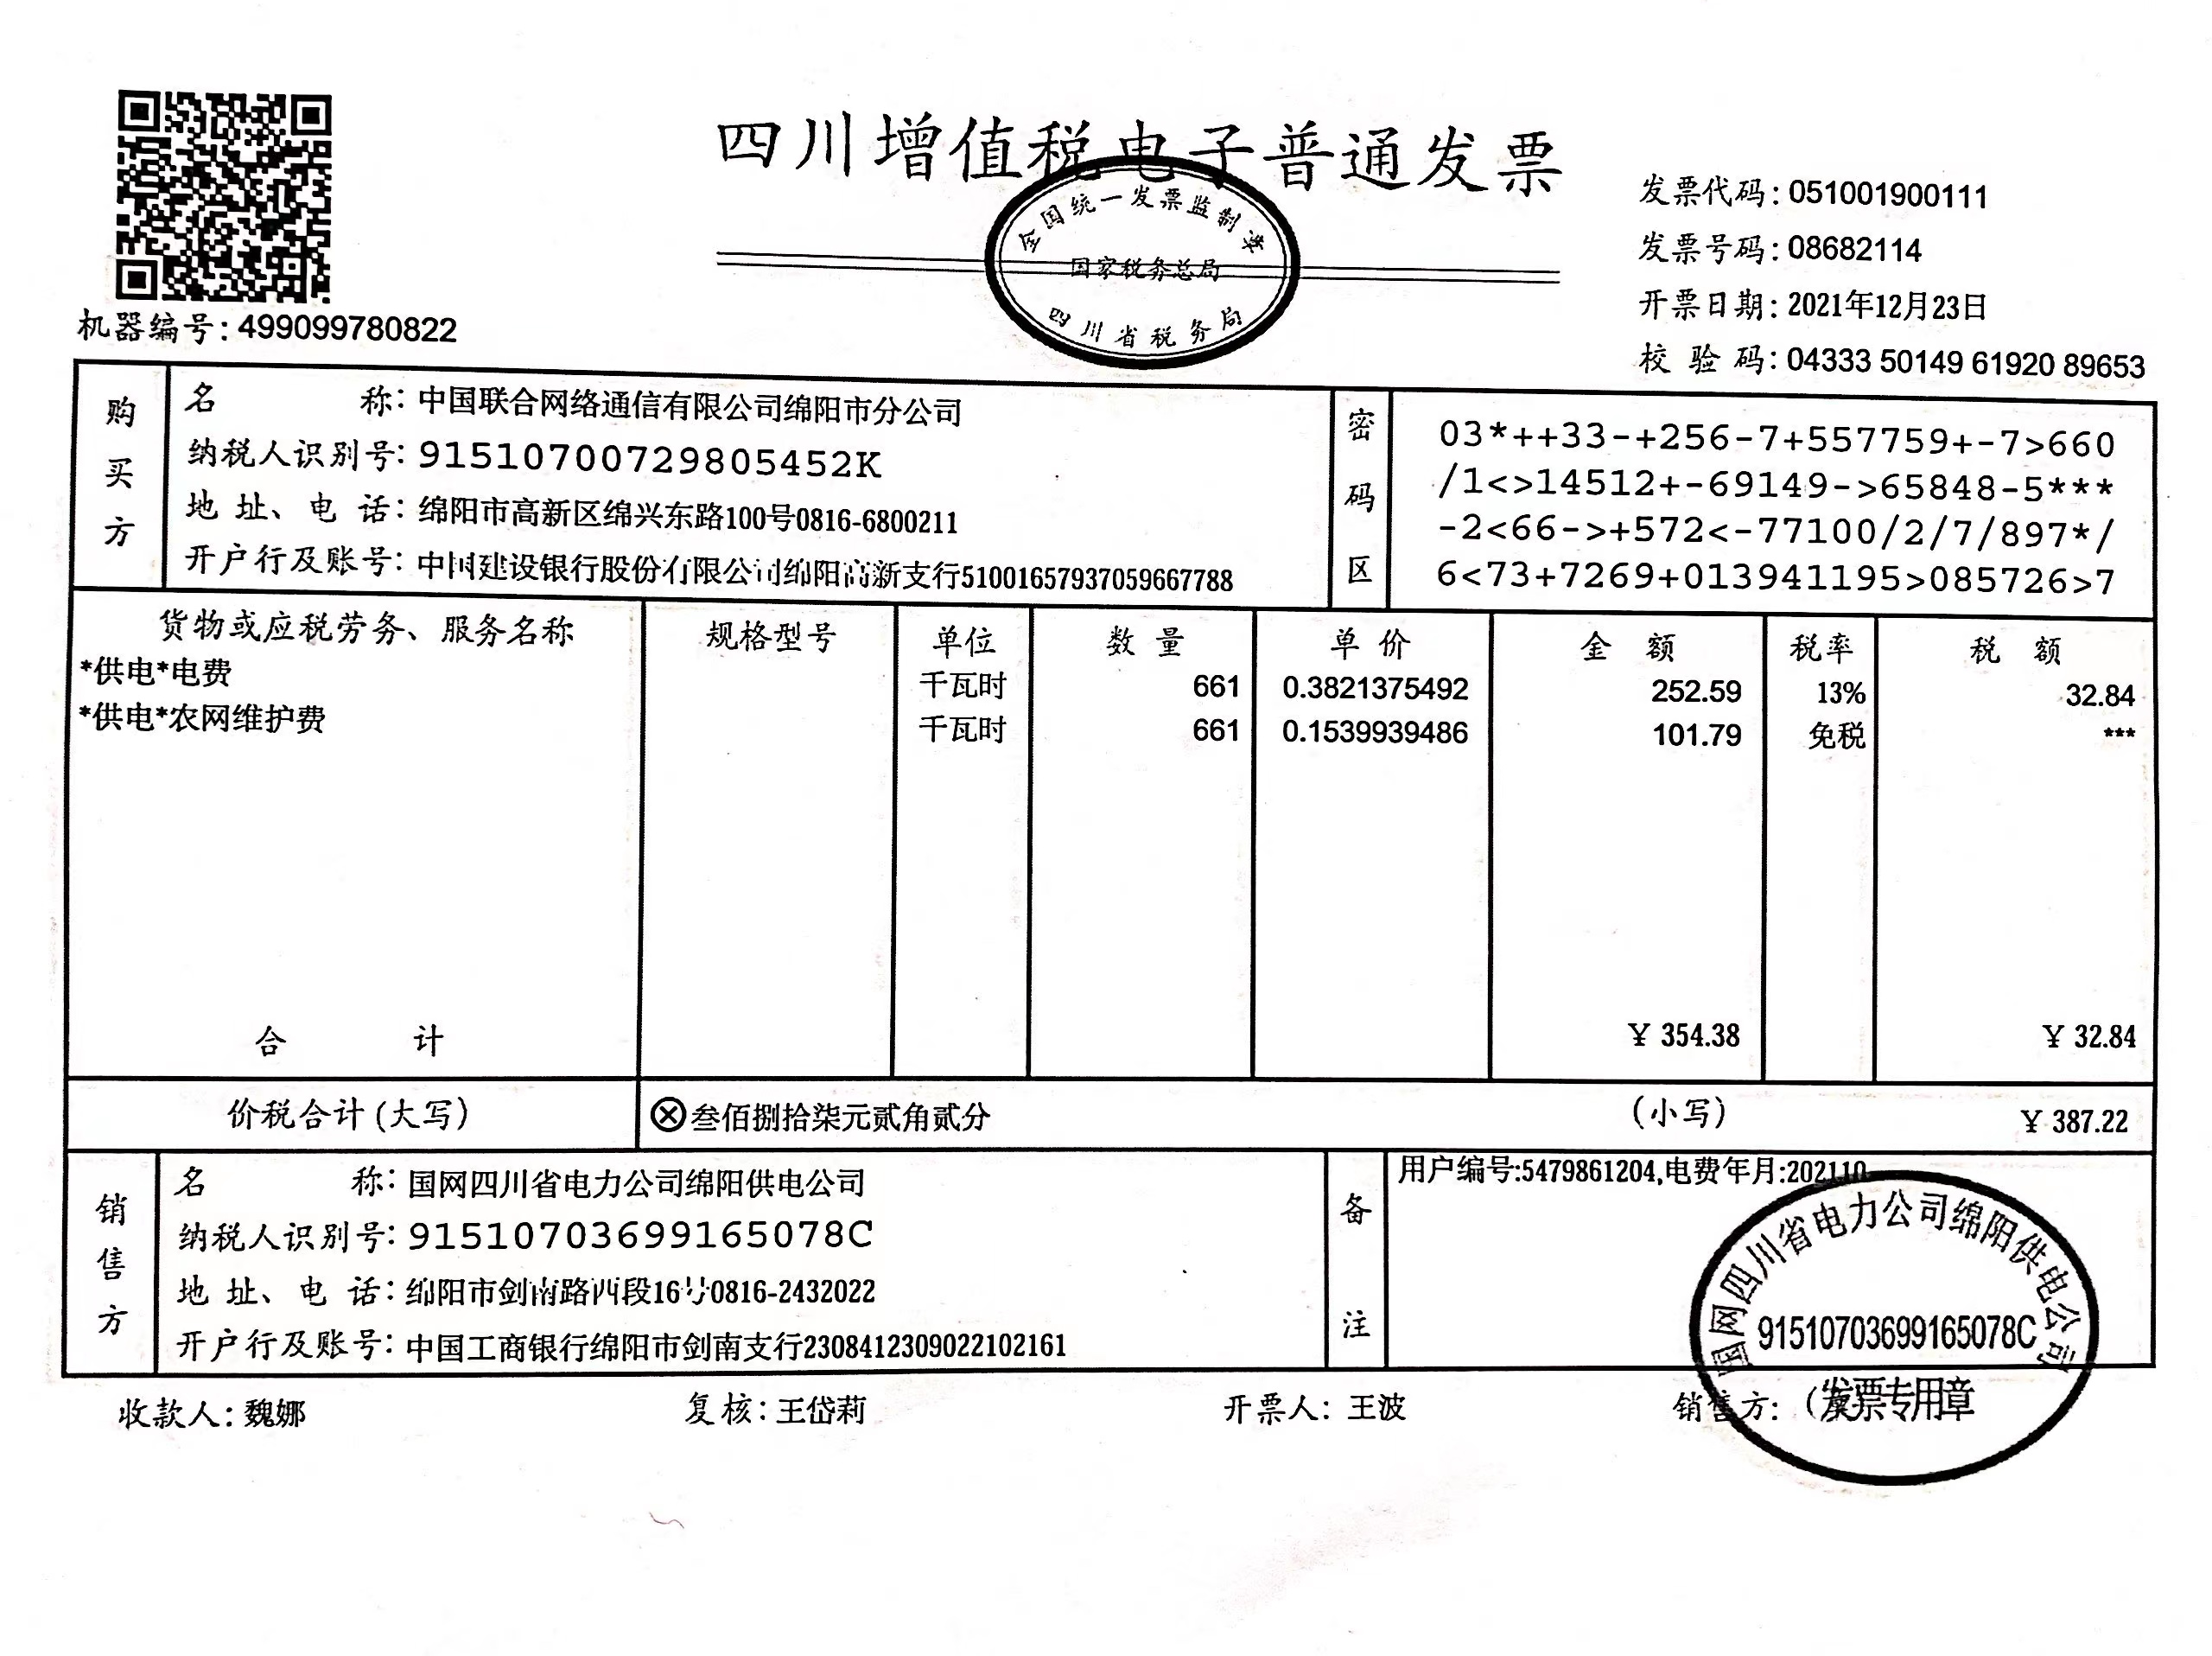 四川增值税电子普通发票
全国统一发票监制章
国家税务总局
四川省税务局
发票代码：051001900111
发票号码：08682114
开票日期：2021年12月23日
校验码：04333 50149 61920 89653
机器编号：499099780822
购买方
名称：中国联合网络通信有限公司绵阳市分公司
纳税人识别号：91510700729805452K
地址、电话：绵阳市高新区绵兴东路100号0816-6800211
开户行及账号：中国建设银行股份有限公司绵阳高新支行51001657937059667788
密码区
03*++33-+256-7+557759+-7>660
/1<>14512+-69149->65848-5***
-2<66->+572<-77100/2/7/897*/
6<73+7269+013941195>085726>7
货物或应税劳务、服务名称 规格型号 单位 数量 单价 金额 税率 税额
*供电*电费 千瓦时 661 0.3821375492 252.59 13% 32.84
*供电*农网维护费 千瓦时 661 0.1539939486 101.79 免税 ***
合计 ￥354.38 ￥32.84
价税合计(大写) ⊗叁佰捌拾柒元贰角贰分 (小写) ￥387.22
销售方
名称：国网四川省电力公司绵阳供电公司
纳税人识别号：91510703699165078C
地址、电话：绵阳市剑南路西段16号0816-2432022
开户行及账号：中国工商银行绵阳市剑南支行2308412309022102161
备注
用户编号:5479861204,电费年月:202110
国网四川省电力公司绵阳供电公司
91510703699165078C
发票专用章
收款人：魏娜 复核：王岱莉 开票人：王波 销售方：